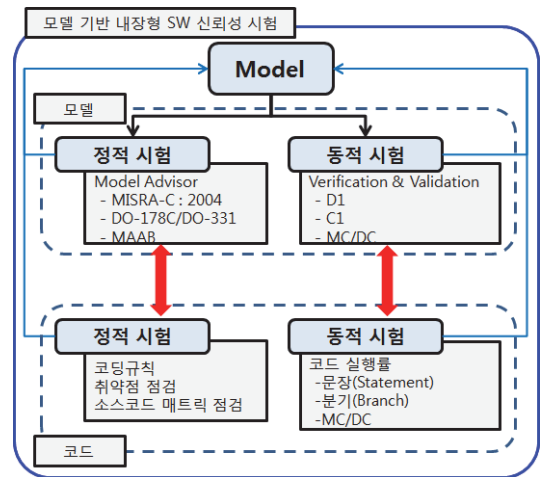 모델 기반 내장형 SW 신뢰성 시험
Model
모델
정적 시험
Model Advisor
- MISRA-C : 2004
- DO-178C/DO-331
- MAAB
동적 시험
Verification & Validation
- D1
- C1
- MC/DC
정적 시험
코딩규칙
취약점 점검
소스코드 매트릭 점검
동적 시험
코드 실행률
-문장(Statement)
-분기(Branch)
-MC/DC
코드